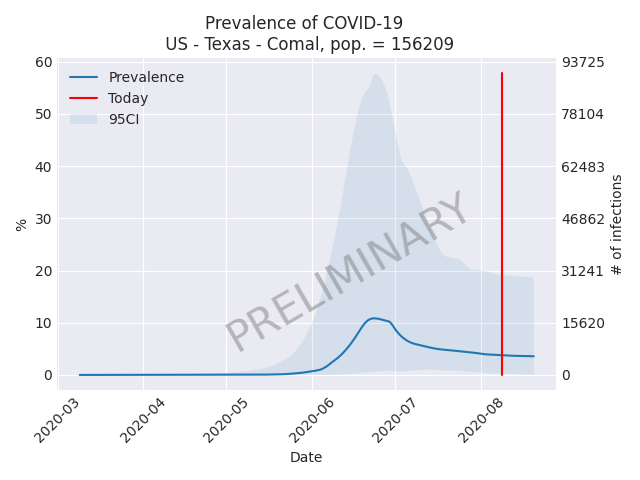 Prevalence of COVID-19
US - Texas - Comal, pop. = 156209
60
50
40
30
20
10
0
%
93725
78104
62483
46862
31241
15620
0
# of infections
Prevalence
Today
95CI
PRELIMINARY
2020-03
2020-04
2020-05
2020-06
2020-07
2020-08
Date